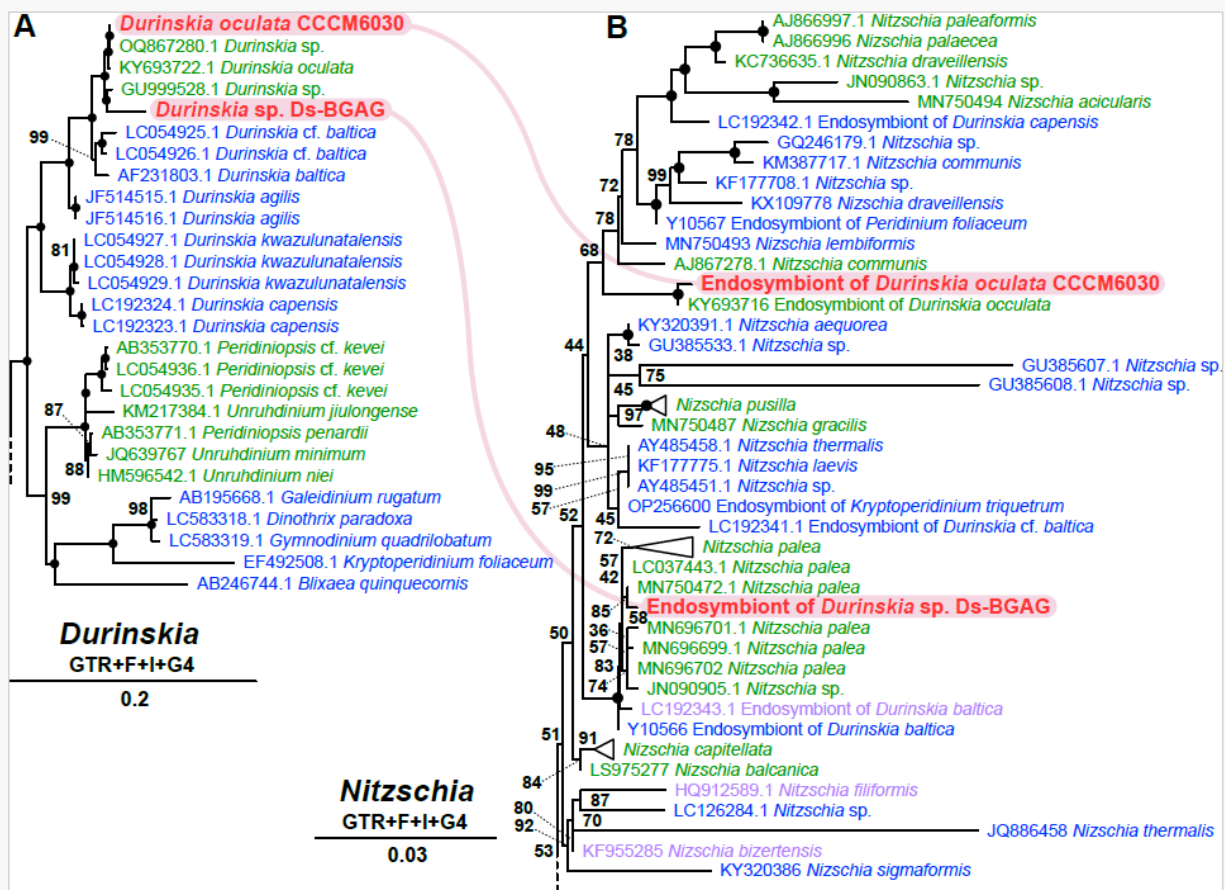 A
Durinskia oculata CCCM6030
OQ867280.1 Durinskia sp.
KY693722.1 Durinskia oculata
GU999528.1 Durinskia sp.
Durinskia sp. Ds-BGAG
99
LC054925.1 Durinskia cf. baltica
LC054926.1 Durinskia cf. baltica
AF231803.1 Durinskia baltica
JF514515.1 Durinskia agilis
JF514516.1 Durinskia agilis
81
LC054927.1 Durinskia kwazulunatalensis
LC054928.1 Durinskia kwazulunatalensis
LC054929.1 Durinskia kwazulunatalensis
LC192324.1 Durinskia capensis
LC192323.1 Durinskia capensis
AB353770.1 Peridiniopsis cf. kevei
LC054936.1 Peridiniopsis cf. kevei
LC054935.1 Peridiniopsis cf. kevei
87
KM217384.1 Unruhdinium jiulongense
AB353771.1 Peridiniopsis penardii
JQ639767 Unruhdinium minimum
88
HM596542.1 Unruhdinium niei
99
98
AB195668.1 Galeidinium rugatum
LC583318.1 Dinothrix paradoxa
LC583319.1 Gymnodinium quadrilobatum
EF492508.1 Kryptoperidinium foliaceum
AB246744.1 Blixaea quinquecornis
Durinskia
GTR+F+I+G4
0.2
B
AJ866997.1 Nitzschia paleaformis
AJ866996 Nizschia palaecea
KC736635.1 Nitzschia draveillensis
JN090863.1 Nitzschia sp.
MN750494 Nizschia acicularis
LC192342.1 Endosymbiont of Durinskia capensis
78
GQ246179.1 Nitzschia sp.
KM387717.1 Nitzschia communis
99
KF177708.1 Nitzschia sp.
72
KX109778 Nizschia draveillensis
78
Y10567 Endosymbiont of Peridinium foliaceum
MN750493 Nizschia lembiformis
68
AJ867278.1 Nitzschia communis
Endosymbiont of Durinskia oculata CCCM6030
KY693716 Endosymbiont of Durinskia occulata
KY320391.1 Nitzschia aequorea
44
38
GU385533.1 Nitzschia sp.
GU385607.1 Nitzschia sp.
75
45
GU385608.1 Nitzschia sp.
97
Nizschia pusilla
MN750487 Nizschia gracilis
48
AY485458.1 Nitzschia thermalis
95
KF177775.1 Nitzschia laevis
99
AY485451.1 Nitzschia sp.
57
OP256600 Endosymbiont of Kryptoperidinium triquetrum
52
45
LC192341.1 Endosymbiont of Durinskia cf. baltica
72
Nitzschia palea
57
LC037443.1 Nitzschia palea
42
MN750472.1 Nitzschia palea
85
Endosymbiont of Durinskia sp. Ds-BGAG
58
36
MN696701.1 Nitzschia palea
50
57
MN696699.1 Nitzschia palea
83
MN696702 Nitzschia palea
74
JN090905.1 Nitzschia sp.
LC192343.1 Endosymbiont of Durinskia baltica
Y10566 Endosymbiont of Durinskia baltica
51
91
Nizschia capitellata
84
LS975277 Nizschia balcanica
HQ912589.1 Nitzschia filiformis
80
87
LC126284.1 Nitzschia sp.
92
70
JQ886458 Nizschia thermalis
53
KF955285 Nizschia bizertensis
KY320386 Nizschia sigmaformis
Nitzschia
GTR+F+I+G4
0.03